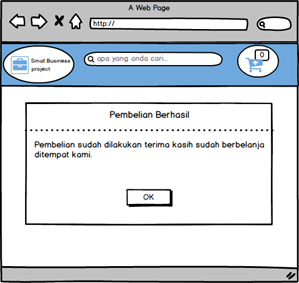 A Web Page
http://
Small Business
project
apa yang anda cari...
0
Pembelian Berhasil
Pembelian sudah dilakukan terima kasih sudah berbelanja
ditempat kami.
OK